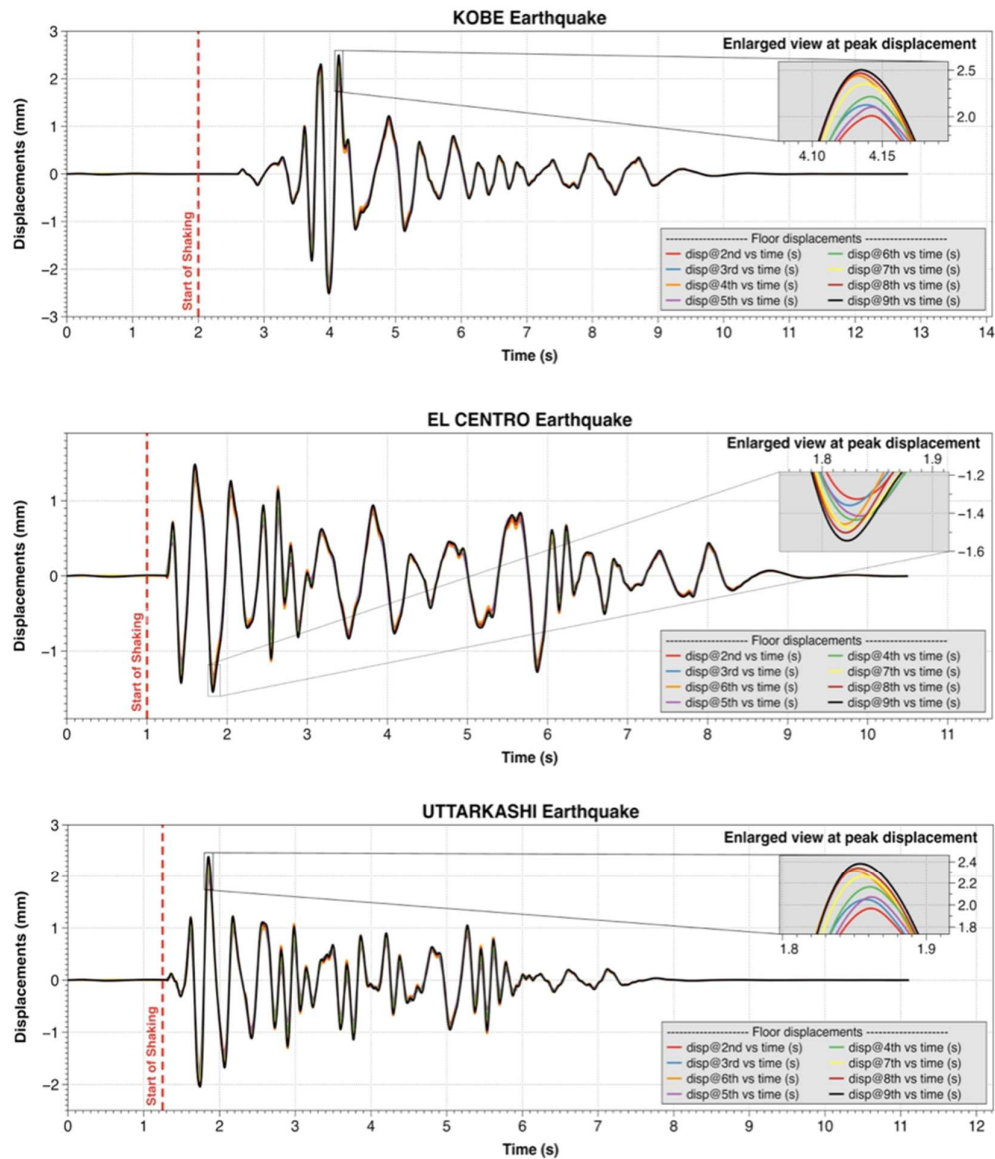 KOBE Earthquake
3
2
1
0
−1
−2
−3
Displacements (mm)
Start of Shaking
Enlarged view at peak displacement
2.5
2.0
4.10 4.15
---------------------- Floor displacements ----------------------
disp@2nd vs time (s) disp@6th vs time (s)
disp@3rd vs time (s) disp@7th vs time (s)
disp@4th vs time (s) disp@8th vs time (s)
disp@5th vs time (s) disp@9th vs time (s)
0 1 2 3 4 5 6 7 8 9 10 11 12 13 14
Time (s)
EL CENTRO Earthquake
1
0
−1
Displacements (mm)
Start of Shaking
Enlarged view at peak displacement
1.8 1.9
−1.2
−1.4
−1.6
---------------------- Floor displacements ----------------------
disp@2nd vs time (s) disp@4th vs time (s)
disp@3rd vs time (s) disp@7th vs time (s)
disp@6th vs time (s) disp@8th vs time (s)
disp@5th vs time (s) disp@9th vs time (s)
0 1 2 3 4 5 6 7 8 9 10 11
Time (s)
UTTARKASHI Earthquake
3
2
1
0
−1
−2
Displacements (mm)
Start of Shaking
Enlarged view at peak displacement
2.4
2.2
2.0
1.8
1.8 1.9
---------------------- Floor displacements ----------------------
disp@2nd vs time (s) disp@4th vs time (s)
disp@3rd vs time (s) disp@7th vs time (s)
disp@6th vs time (s) disp@8th vs time (s)
disp@5th vs time (s) disp@9th vs time (s)
0 1 2 3 4 5 6 7 8 9 10 11 12
Time (s)